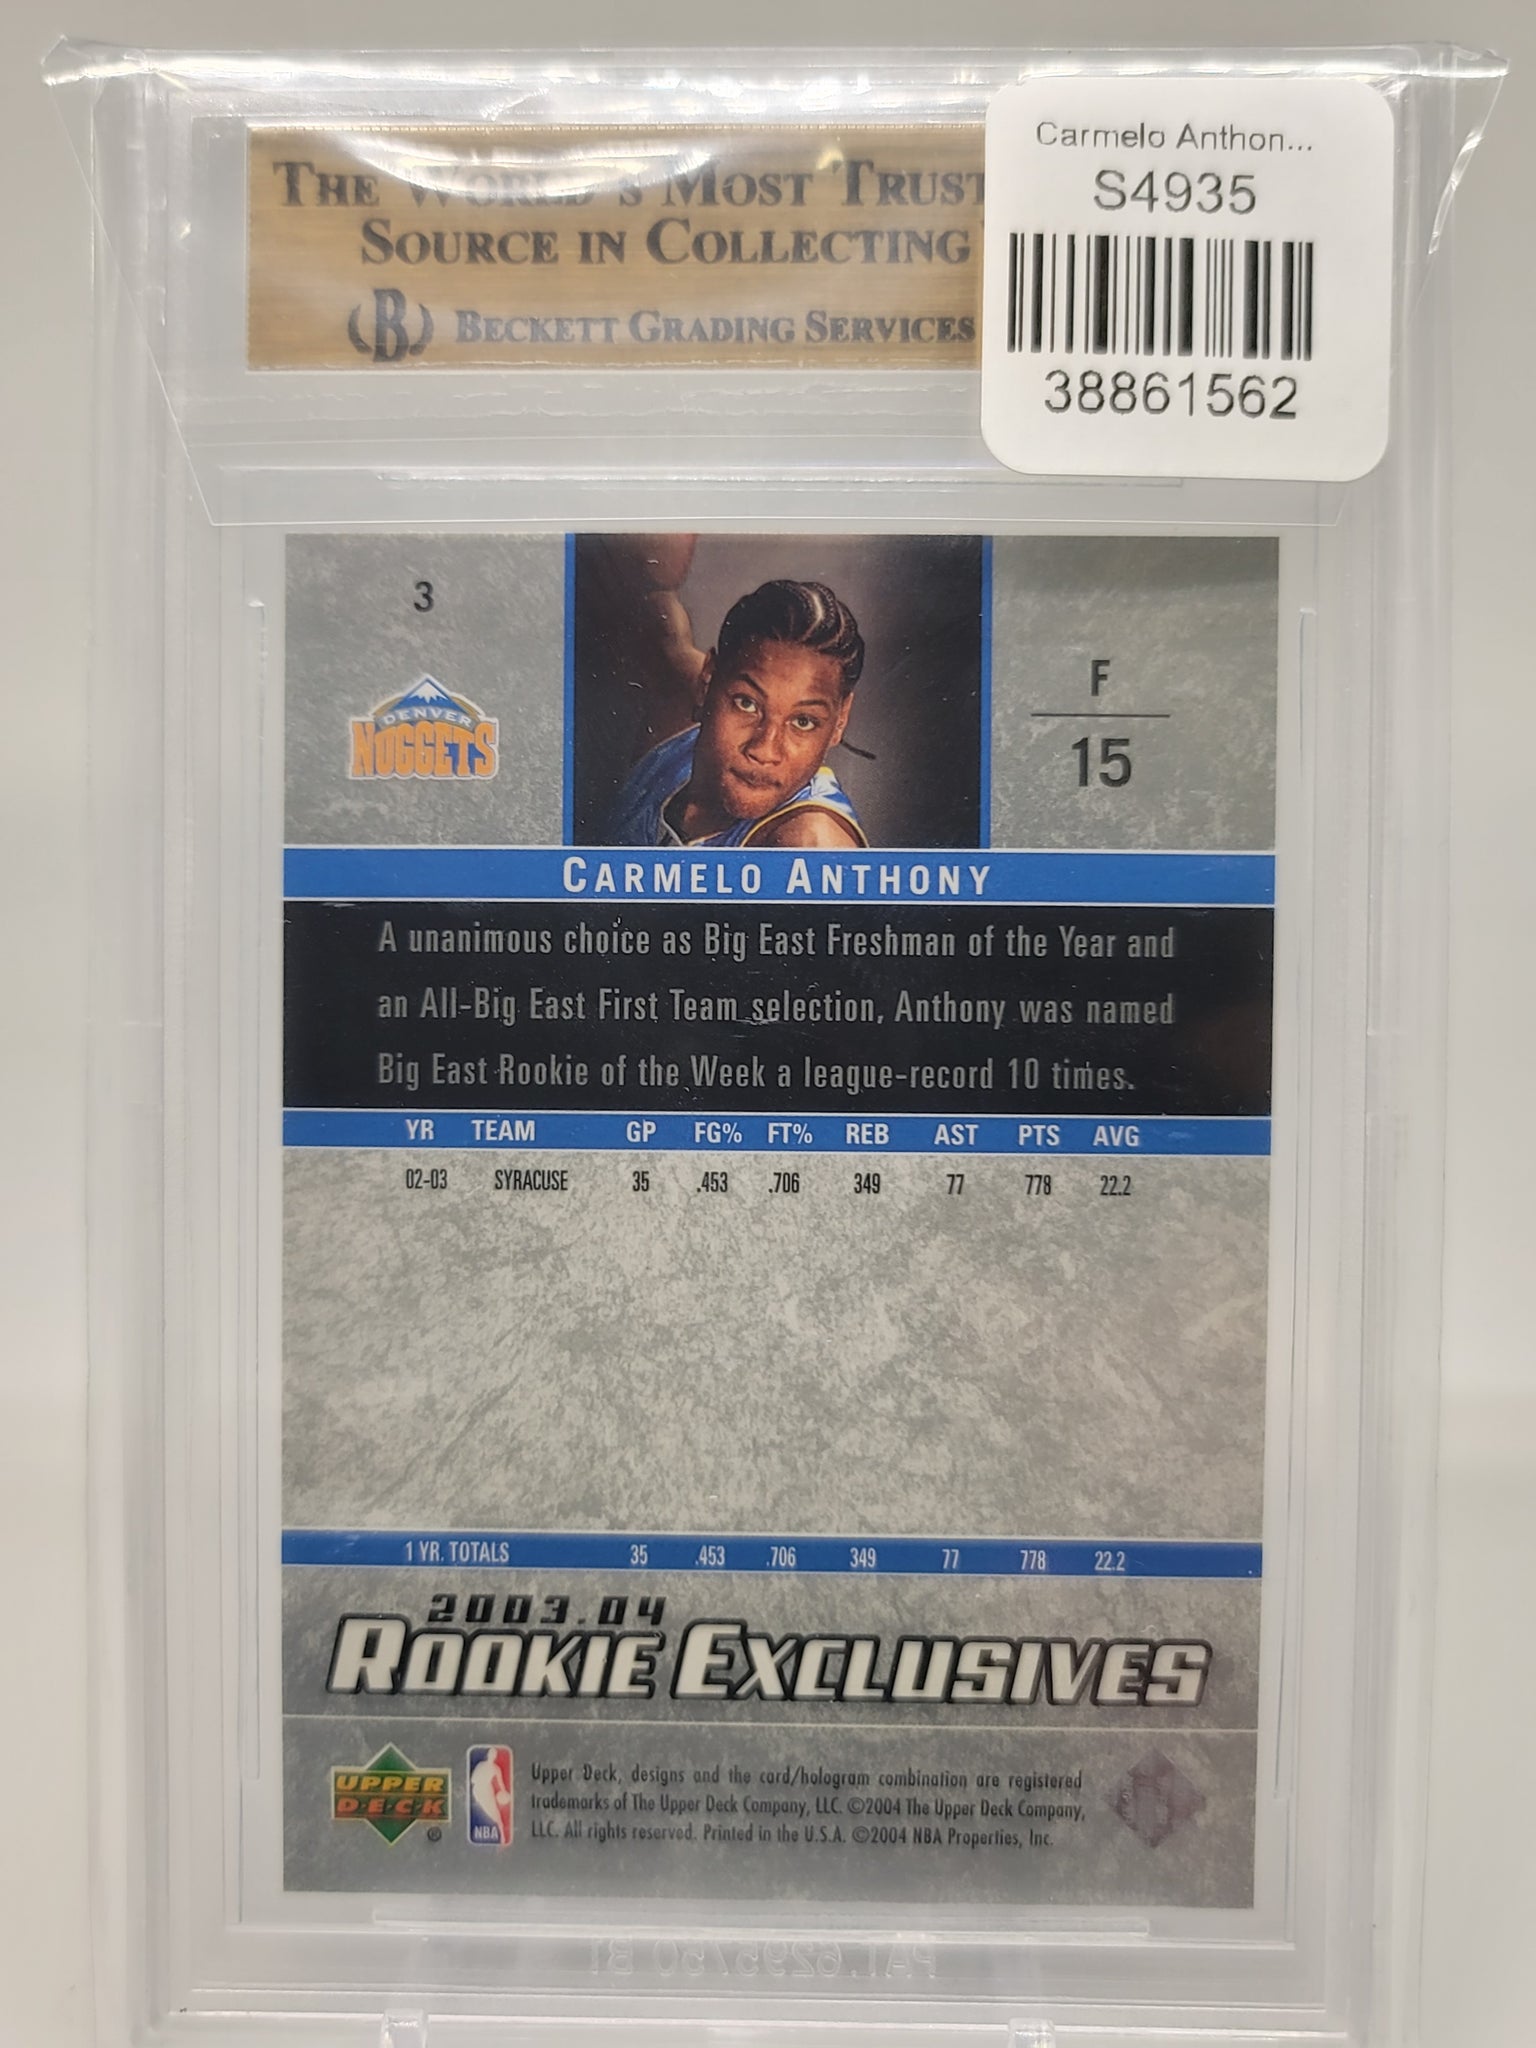 THE WORLD'S MOST TRUST
SOURCE IN COLLECTING
B BECKETT GRADING SERVICES
Carmelo Anthon...
S4935
38861562
3
DENVER
NUGGETS
F
15
CARMELO ANTHONY
A unanimous choice as Big East Freshman of the Year and
an All-Big East First Team selection, Anthony was named
Big East Rookie of the Week a league-record 10 times.
YR TEAM GP FG% FT% REB AST PTS AVG
02-03 SYRACUSE 35 .453 .706 349 77 778 22.2
1 YR. TOTALS 35 .453 .706 349 77 778 22.2
2003.04
ROOKIE EXCLUSIVES
UPPER
DECK
®
NBA
Upper Deck, designs and the card/hologram combination are registered
trademarks of The Upper Deck Company, LLC. ©2004 The Upper Deck Company,
LLC. All rights reserved. Printed in the U.S.A. ©2004 NBA Properties, Inc.